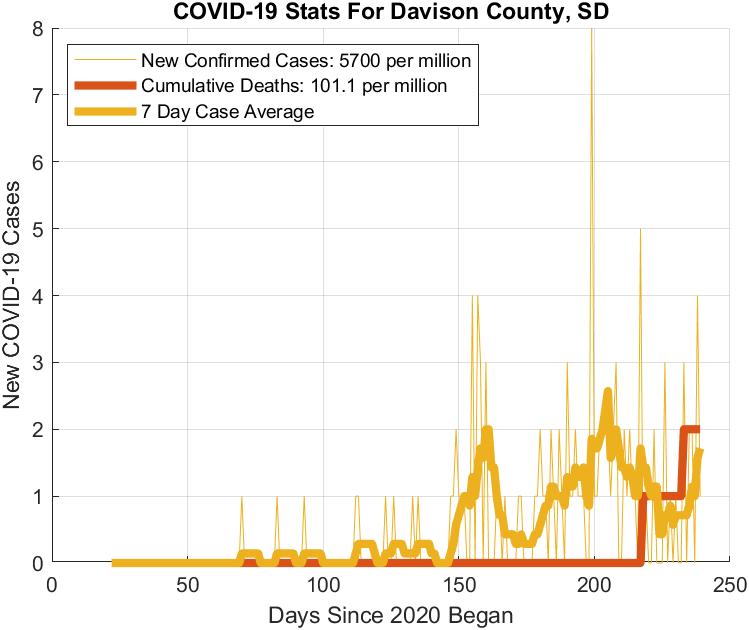 COVID-19 Stats For Davison County, SD
New Confirmed Cases: 5700 per million
Cumulative Deaths: 101.1 per million
7 Day Case Average
New COVID-19 Cases
8
7
6
5
4
3
2
1
0
0 50 100 150 200 250
Days Since 2020 Began